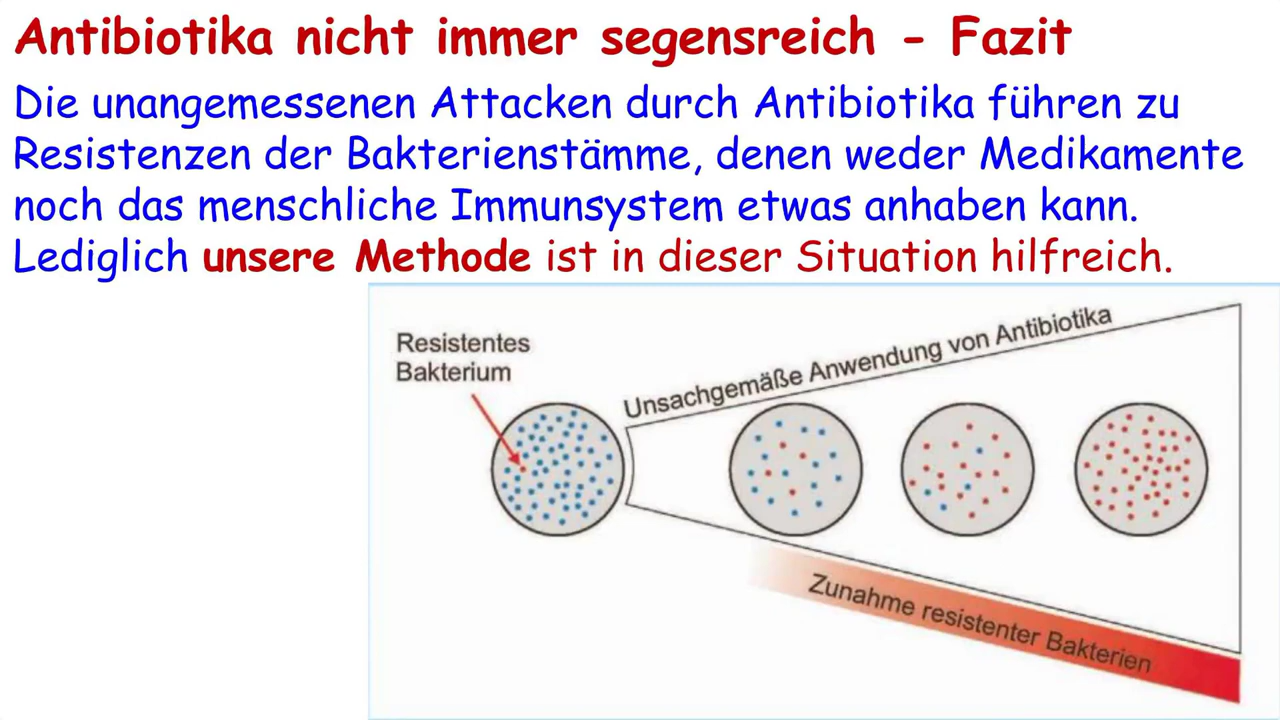 Antibiotika nicht immer segensreich - Fazit
Die unangemessenen Attacken durch Antibiotika führen zu
Resistenzen der Bakterienstämme, denen weder Medikamente
noch das menschliche Immunsystem etwas anhaben kann.
Lediglich unsere Methode ist in dieser Situation hilfreich.
Resistentes
Bakterium
Unsachgemäße Anwendung von Antibiotika
Zunahme resistenter Bakterien